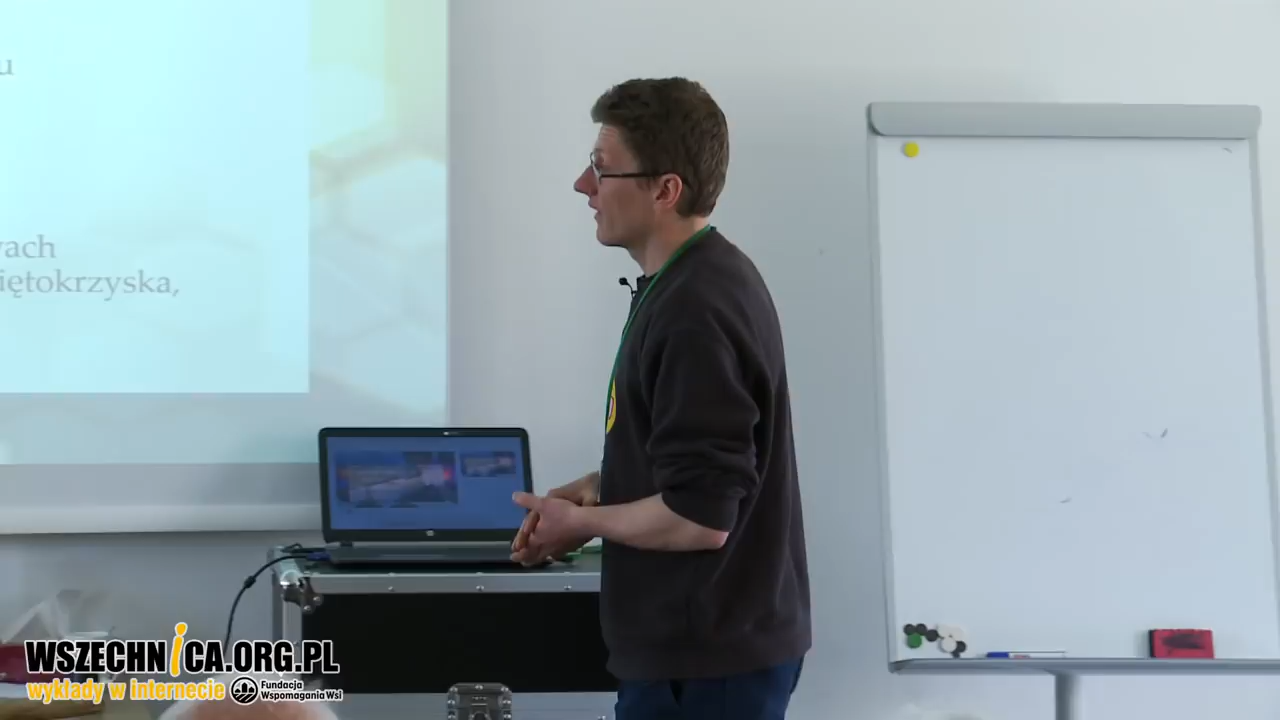 u
wach
iętokrzyska,
WSZECHNICA.ORG.PL
wykłady w internecie
Fundacja
Wspomagania Wsi